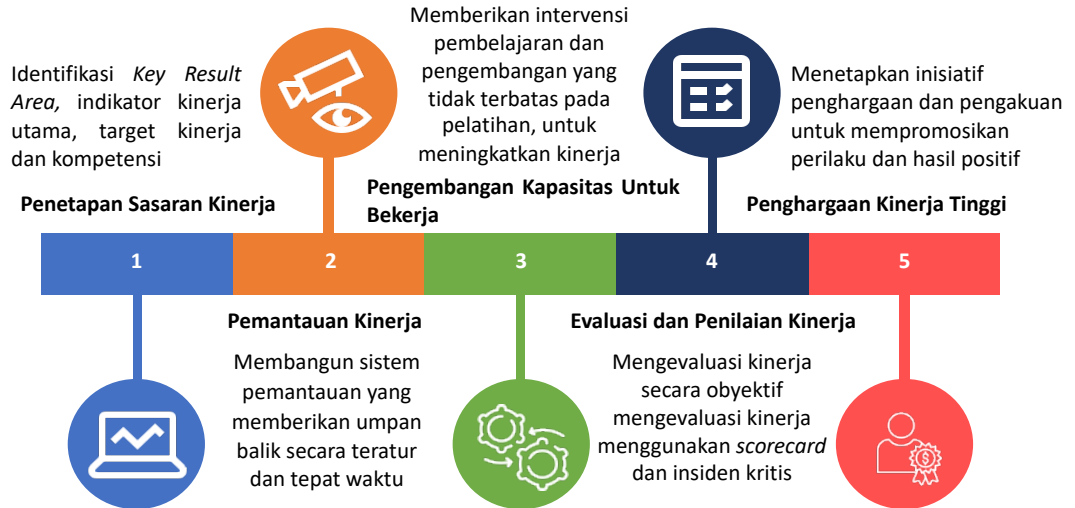 Identifikasi Key Result
Area, indikator kinerja
utama, target kinerja
dan kompetensi
Penetapan Sasaran Kinerja
Memberikan intervensi
pembelajaran dan
pengembangan yang
tidak terbatas pada
pelatihan, untuk
meningkatkan kinerja
Pengembangan Kapasitas Untuk
Bekerja
Menetapkan inisiatif
penghargaan dan pengakuan
untuk mempromosikan
perilaku dan hasil positif
Penghargaan Kinerja Tinggi
1
2
3
4
5
Pemantauan Kinerja
Membangun sistem
pemantauan yang
memberikan umpan
balik secara teratur
dan tepat waktu
Evaluasi dan Penilaian Kinerja
Mengevaluasi kinerja
secara obyektif
mengevaluasi kinerja
menggunakan scorecard
dan insiden kritis
$